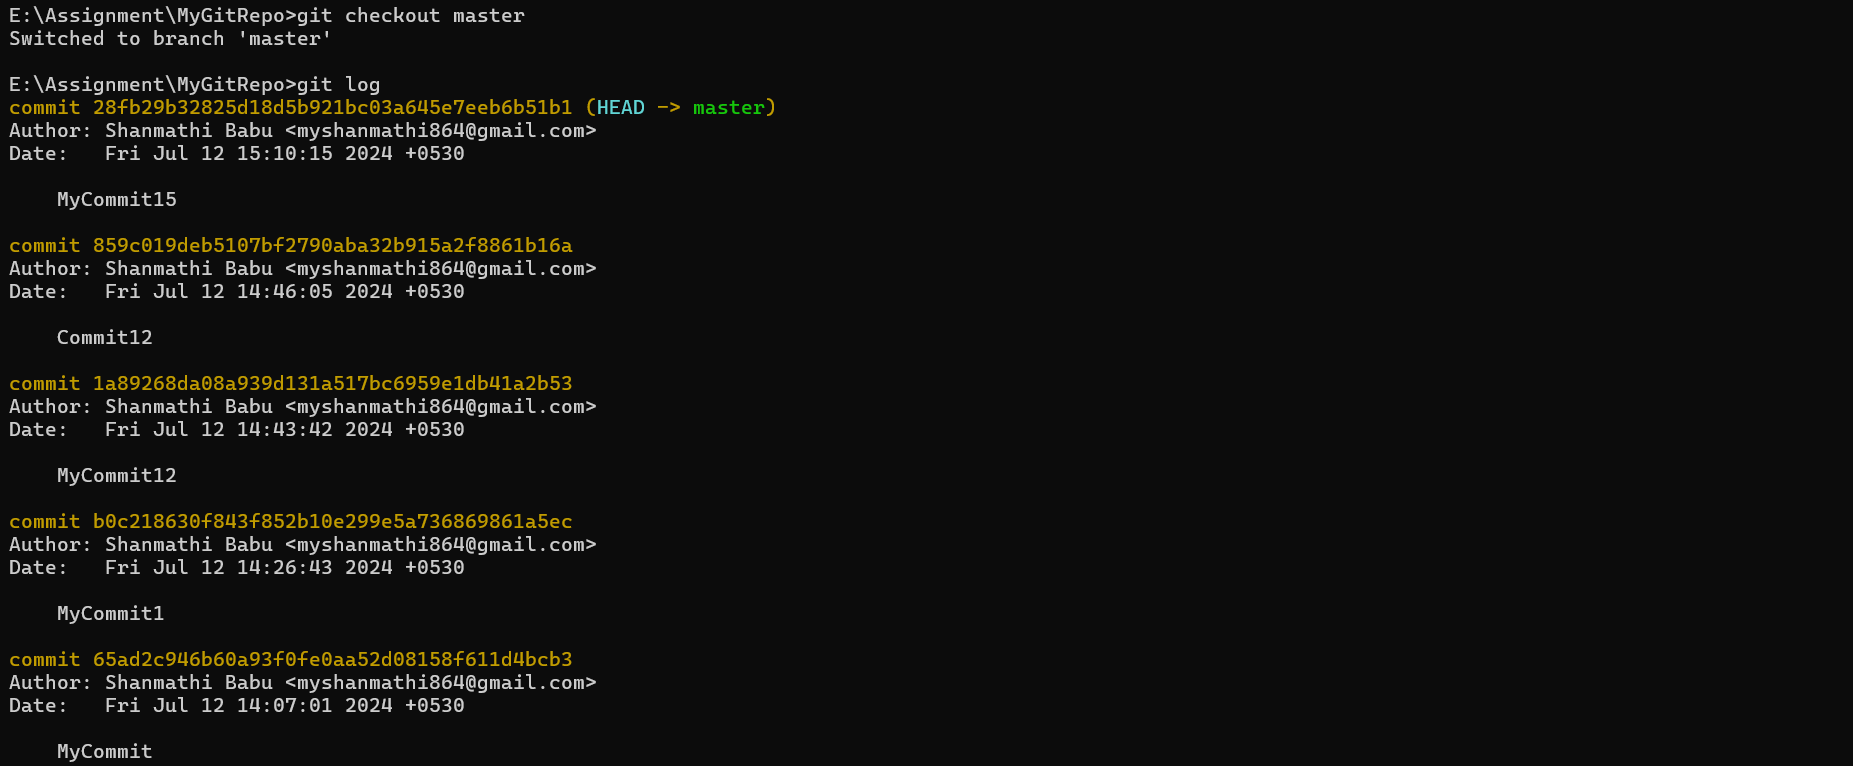 E:\Assignment\MyGitRepo>git checkout master
Switched to branch 'master'
E:\Assignment\MyGitRepo>git log
commit 28fb29b32825d18d5b921bc03a645e7eeb6b51b1 (HEAD -> master)
Author: Shanmathi Babu <myshanmathi864@gmail.com>
Date:   Fri Jul 12 15:10:15 2024 +0530
MyCommit15
commit 859c019deb5107bf2790aba32b915a2f8861b16a
Author: Shanmathi Babu <myshanmathi864@gmail.com>
Date:   Fri Jul 12 14:46:05 2024 +0530
Commit12
commit 1a89268da08a939d131a517bc6959e1db41a2b53
Author: Shanmathi Babu <myshanmathi864@gmail.com>
Date:   Fri Jul 12 14:43:42 2024 +0530
MyCommit12
commit b0c218630f843f852b10e299e5a736869861a5ec
Author: Shanmathi Babu <myshanmathi864@gmail.com>
Date:   Fri Jul 12 14:26:43 2024 +0530
MyCommit1
commit 65ad2c946b60a93f0fe0aa52d08158f611d4bcb3
Author: Shanmathi Babu <myshanmathi864@gmail.com>
Date:   Fri Jul 12 14:07:01 2024 +0530
MyCommit